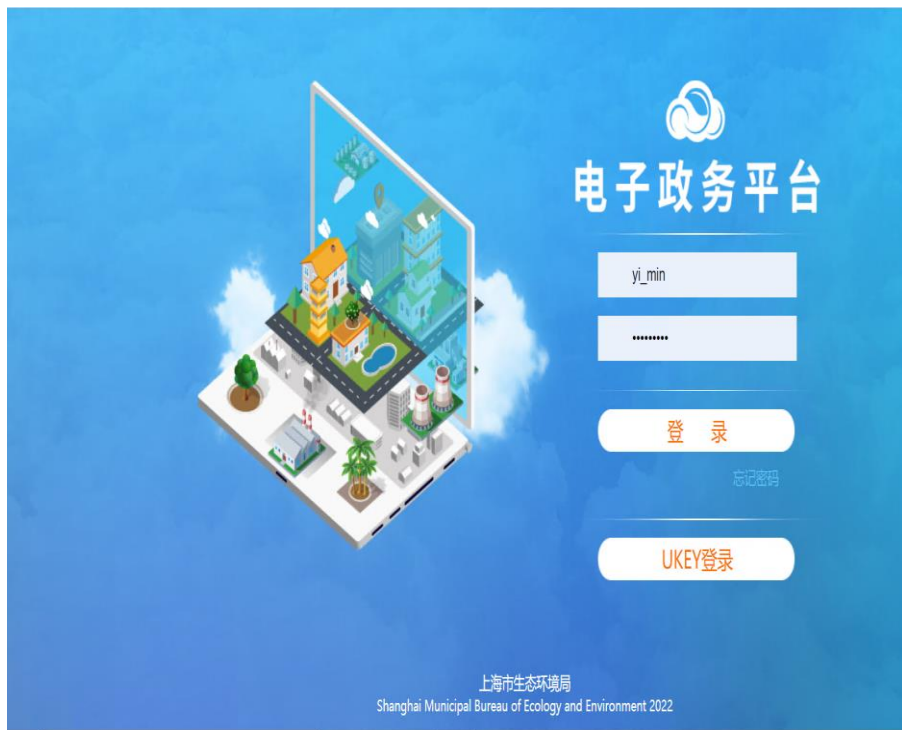 电子政务平台
yi_min
•••••••••
登 录
忘记密码
UKEY登录
上海市生态环境局
Shanghai Municipal Bureau of Ecology and Environment 2022